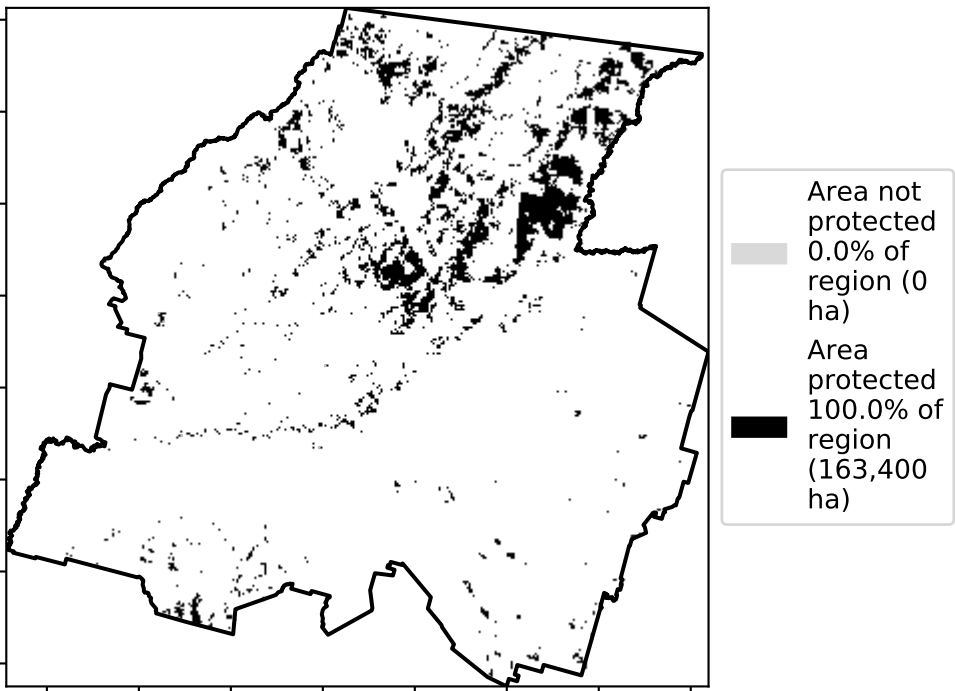 Area not
protected
0.0% of
region (0
ha)
Area
protected
100.0% of
region
(163,400
ha)